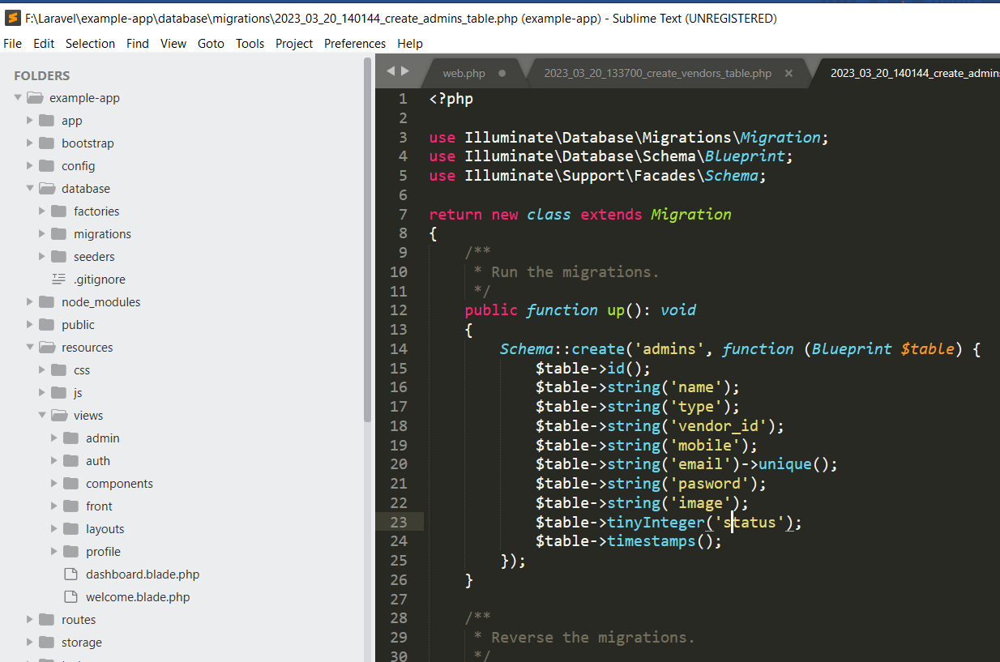 F:\Laravel\example-app\database\migrations\2023_03_20_140144_create_admins_table.php (example-app) - Sublime Text (UNREGISTERED)
File Edit Selection Find View Goto Tools Project Preferences Help
FOLDERS
example-app
app
bootstrap
config
database
factories
migrations
seeders
.gitignore
node_modules
public
resources
css
js
views
admin
auth
components
front
layouts
profile
dashboard.blade.php
welcome.blade.php
routes
storage
web.php 2023_03_20_133700_create_vendors_table.php 2023_03_20_140144_create_admins
1 <?php
2
3 use Illuminate\Database\Migrations\Migration;
4 use Illuminate\Database\Schema\Blueprint;
5 use Illuminate\Support\Facades\Schema;
6
7 return new class extends Migration
8 {
9 /**
10 * Run the migrations.
11 */
12 public function up(): void
13 {
14 Schema::create('admins', function (Blueprint $table) {
15 $table->id();
16 $table->string('name');
17 $table->string('type');
18 $table->string('vendor_id');
19 $table->string('mobile');
20 $table->string('email')->unique();
21 $table->string('pasword');
22 $table->string('image');
23 $table->tinyInteger('status');
24 $table->timestamps();
25 });
26 }
27
28 /**
29 * Reverse the migrations.
30 */